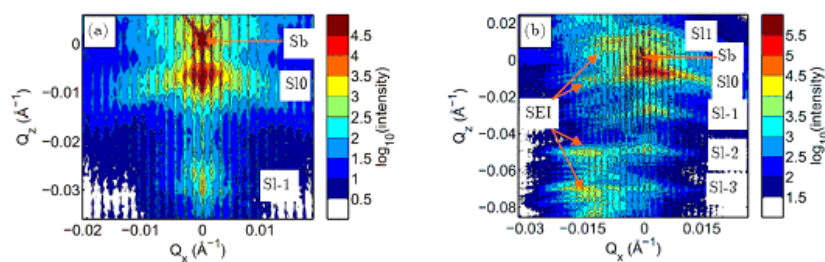 (a)
Sb
Sl0
Sl-1
0
−0.01
−0.02
−0.03
Q_z (Å⁻¹)
−0.02
−0.01
0
0.01
Q_x (Å⁻¹)
4.5
4
3.5
3
2.5
2
1.5
1
0.5
log₁₀(intensity)
(b)
Sl1
Sb
Sl0
SEI
Sl-1
Sl-2
Sl-3
0.02
0
−0.02
−0.04
−0.06
−0.08
Q_z (Å⁻¹)
−0.03
−0.015
0
0.015
Q_x (Å⁻¹)
5.5
5
4.5
4
3.5
3
2.5
2
1.5
log₁₀(intensity)